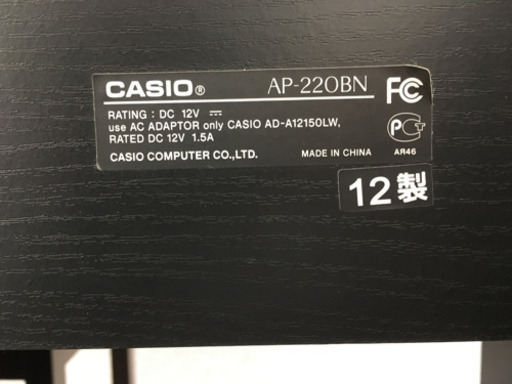 CASIO® AP-220BN FC
RATING : DC 12V ⎓
use AC ADAPTOR only CASIO AD-A12150LW,
RATED DC 12V 1.5A
CASIO COMPUTER CO.,LTD. MADE IN CHINA АЯ46
12製